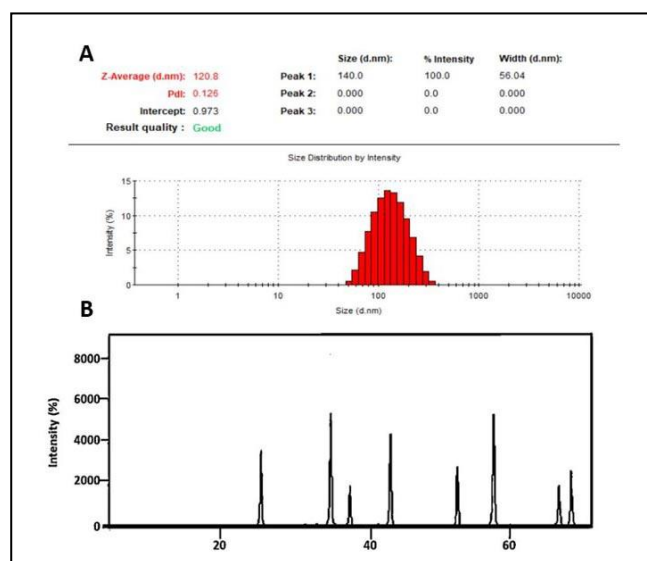 A
Size (d.nm): % Intensity Width (d.nm):
Z-Average (d.nm): 120.8 Peak 1: 140.0 100.0 56.04
PdI: 0.126 Peak 2: 0.000 0.0 0.000
Intercept: 0.973 Peak 3: 0.000 0.0 0.000
Result quality : Good
Size Distribution by Intensity
15
10
5
0
Intensity (%)
1 10 100 1000 10000
Size (d.nm)
B
8000
6000
4000
2000
0
Intensity (%)
20 40 60